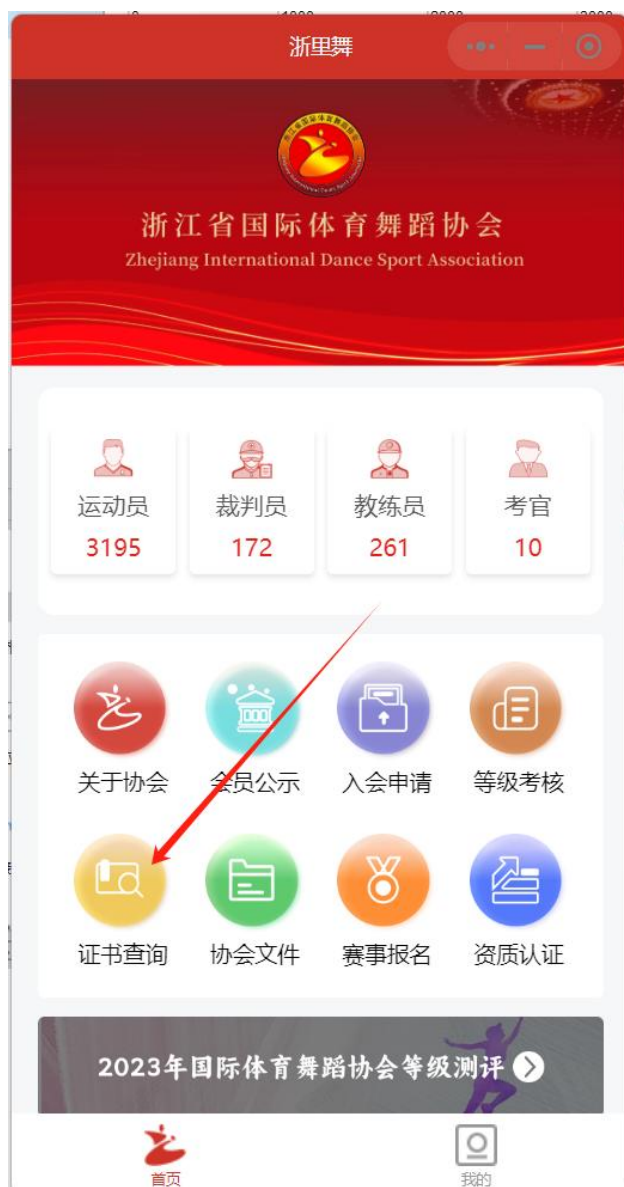 浙里舞
浙江省国际体育舞蹈协会
Zhejiang International Dance Sport Association
运动员 裁判员 教练员 考官
3195 172 261 10
关于协会 会员公示 入会申请 等级考核
证书查询 协会文件 赛事报名 资质认证
2023年国际体育舞蹈协会等级测评
首页 我的